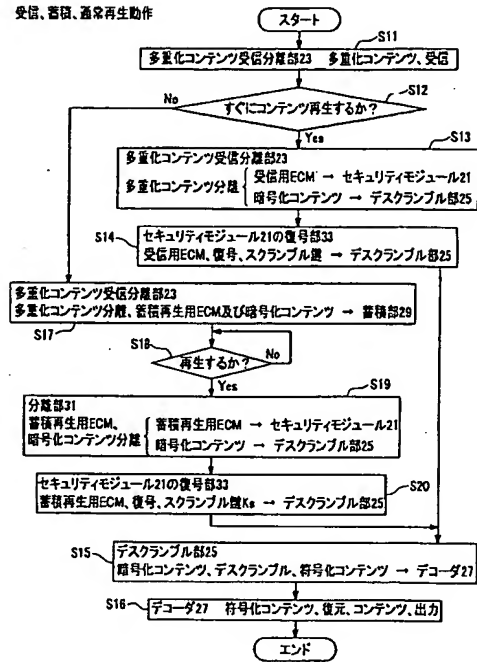 受信、蓄積、通常再生動作
スタート
S11
多重化コンテンツ受信分離部23 多重化コンテンツ、受信
S12
すぐにコンテンツ再生するか?
No
Yes
S13
多重化コンテンツ受信分離部23
多重化コンテンツ分離
受信用ECM → セキュリティモジュール21
暗号化コンテンツ → デスクランブル部25
S14
セキュリティモジュール21の復号部33
受信用ECM、復号、スクランブル鍵 → デスクランブル部25
多重化コンテンツ受信分離部23
多重化コンテンツ分離、蓄積再生用ECM及び暗号化コンテンツ → 蓄積部29
S17
S18
再生するか?
No
Yes
S19
分離部31
蓄積再生用ECM、
暗号化コンテンツ分離
蓄積再生用ECM → セキュリティモジュール21
暗号化コンテンツ → デスクランブル部25
セキュリティモジュール21の復号部33
蓄積再生用ECM、復号、スクランブル鍵Ks → デスクランブル部25
S20
S15
デスクランブル部25
暗号化コンテンツ、デスクランブル、符号化コンテンツ → デコーダ27
S16
デコーダ27 符号化コンテンツ、復元、コンテンツ、出力
エンド